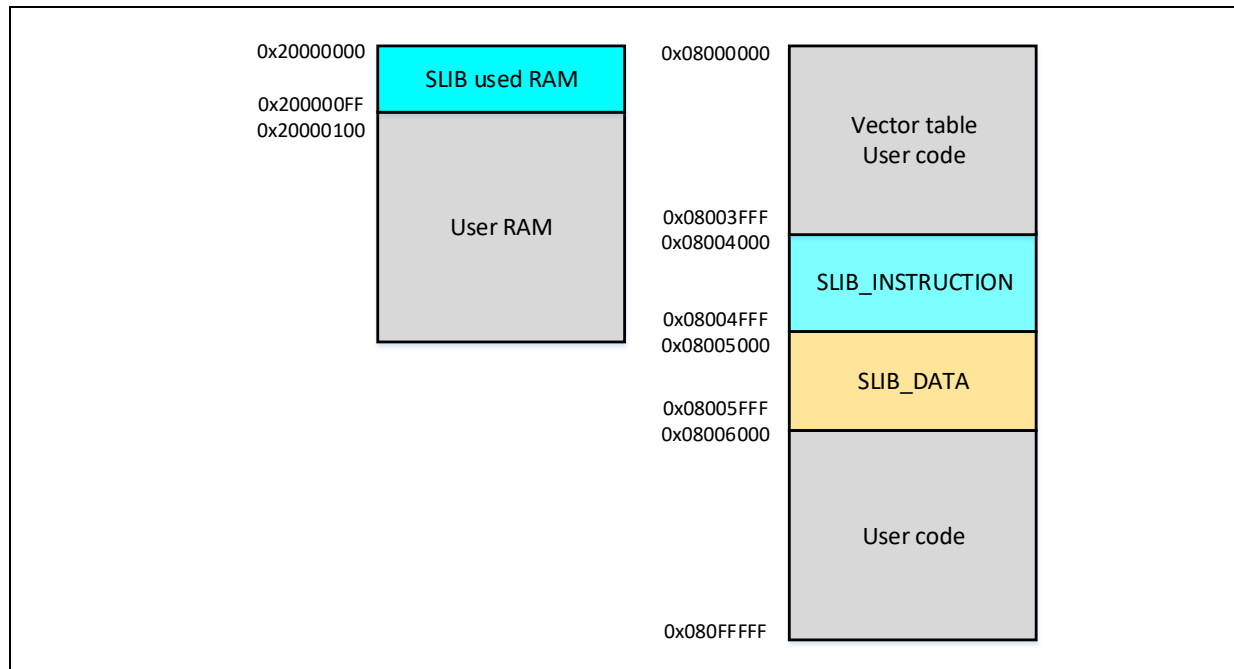 0x20000000
SLIB used RAM
0x200000FF
0x20000100
User RAM
0x08000000
Vector table
User code
0x08003FFF
0x08004000
SLIB_INSTRUCTION
0x08004FFF
0x08005000
SLIB_DATA
0x08005FFF
0x08006000
User code
0x080FFFFF